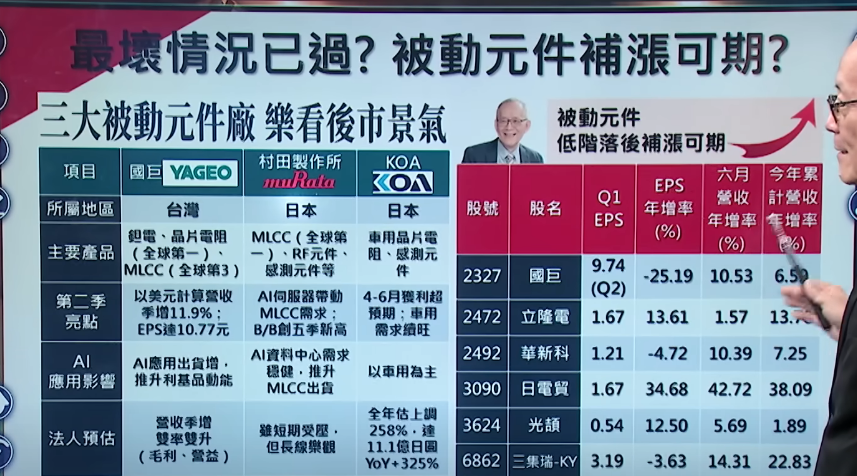 最壞情況已過? 被動元件補漲可期?
三大被動元件廠 樂看後市景氣
項目
國巨 YAGEO
村田製作所
muRata
KOA
KOA
所屬地區
台灣
日本
日本
主要產品
鉭電、晶片電阻
(全球第一)、
MLCC(全球第3)
MLCC(全球第
一)、RF元件、
感測元件等
車用晶片電
阻、感測元
件
第二季
亮點
以美元計算營收
季增11.9%;
EPS達10.77元
AI伺服器帶動
MLCC需求;
B/B創五季新高
4-6月獲利超
預期;車用
需求續旺
AI
應用影響
AI應用出貨增,
推升利基品動能
AI資料中心需求
穩健,推升
MLCC出貨
以車用為主
法人預估
營收季增
雙率雙升
(毛利、營益)
雖短期受壓,
但長線樂觀
全年估上調
258%,達
11.1億日圓
YoY+325%
被動元件
低階落後補漲可期
股號
股名
Q1
EPS
EPS
年增率
(%)
六月
營收
年增率
(%)
今年累
計營收
年增率
(%)
2327
國巨
9.74
(Q2)
-25.19
10.53
2472
立隆電
1.67
13.61
1.57
2492
華新科
1.21
-4.72
10.39
7.25
3090
日電貿
1.67
34.68
42.72
38.09
3624
光頡
0.54
12.50
5.69
1.89
6862
三集瑞-KY
3.19
-3.63
14.31
22.83